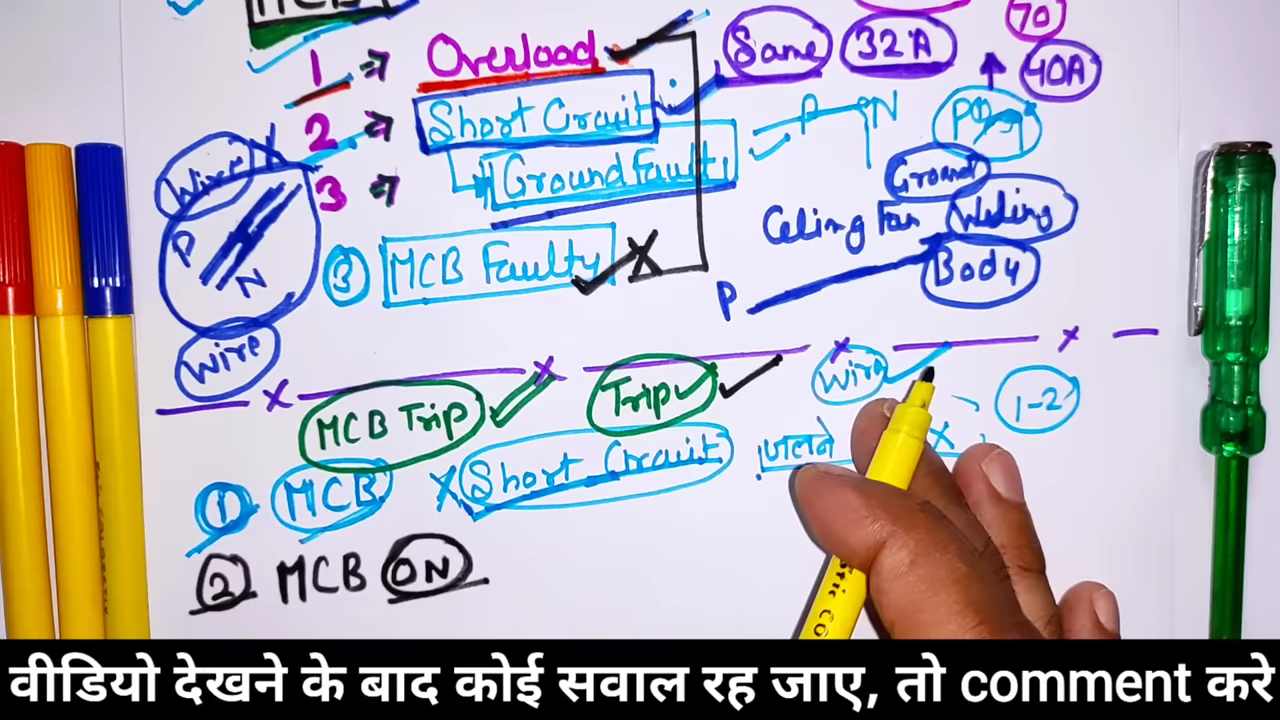 MCB
70
1 → Overload Same 32A
40A
2 → Short Circuit P N
3 → Ground Faulty Ground
Wire
Celing Fan Welding
P
N
③ MCB Faulty X Body
P
Wire
x x x x
MCB Trip Trip Wire 1-2
① MCB X Short Circuit जलने X
② MCB ON
वीडियो देखने के बाद कोई सवाल रह जाए, तो comment करे